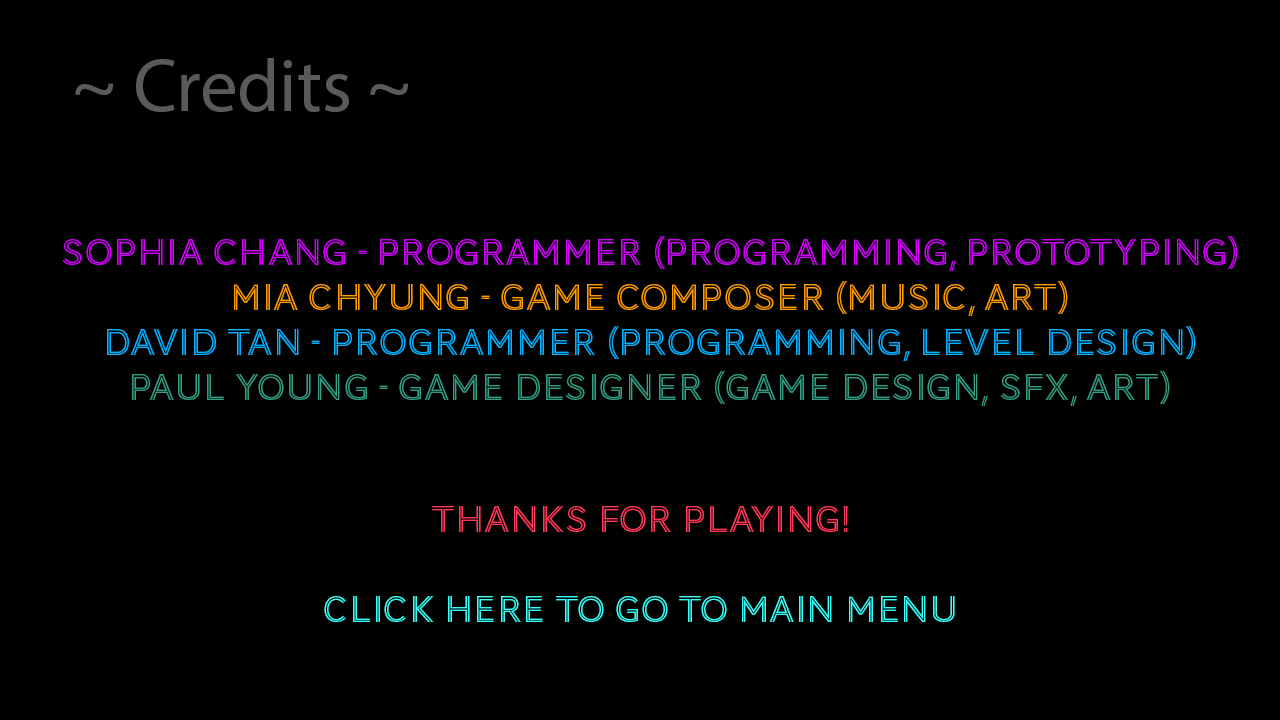 ~ Credits ~
SOPHIA CHANG - PROGRAMMER (PROGRAMMING, PROTOTYPING)
MIA CHYUNG - GAME COMPOSER (MUSIC, ART)
DAVID TAN - PROGRAMMER (PROGRAMMING, LEVEL DESIGN)
PAUL YOUNG - GAME DESIGNER (GAME DESIGN, SFX, ART)
THANKS FOR PLAYING!
CLICK HERE TO GO TO MAIN MENU